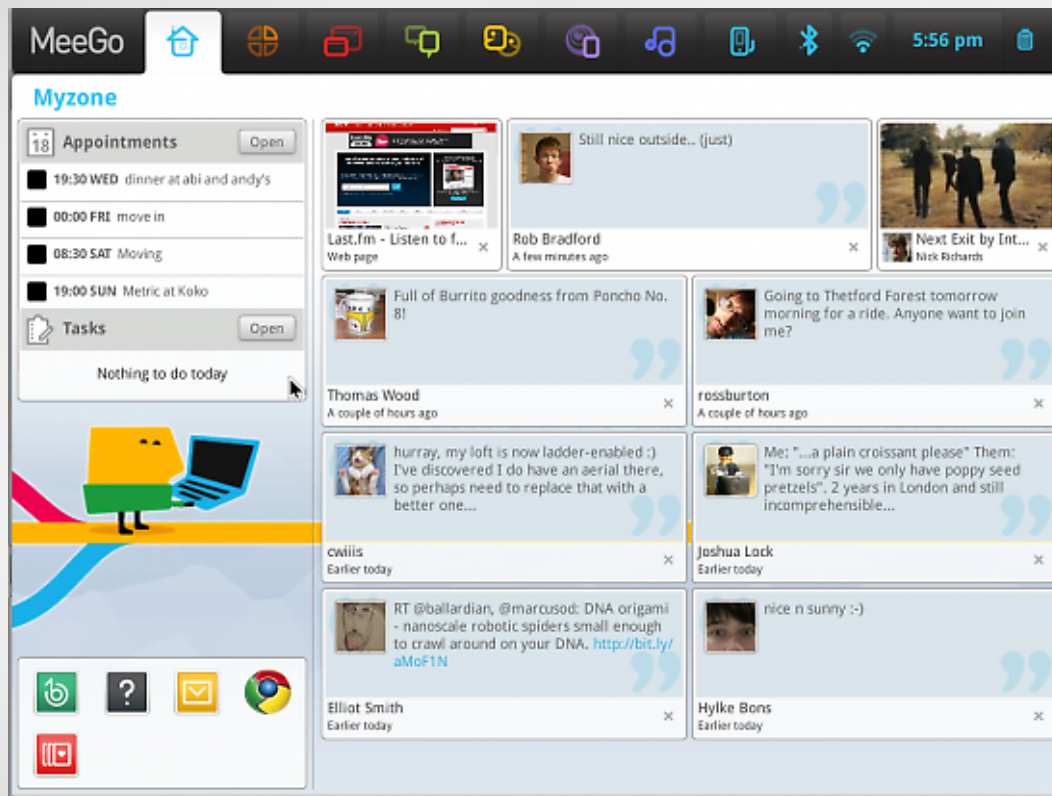 MeeGo
5:56 pm
Myzone
18
Appointments
Open
19:30 WED dinner at abi and andy's
00:00 FRI move in
08:30 SAT Moving
19:00 SUN Metric at Koko
Tasks
Open
Nothing to do today
Last.fm - Listen to f...
Web page
Still nice outside.. (just)
Rob Bradford
A few minutes ago
Next Exit by Int...
Nick Richards
Full of Burrito goodness from Poncho No.
8!
Thomas Wood
A couple of hours ago
Going to Thetford Forest tomorrow
morning for a ride. Anyone want to join
me?
rossburton
A couple of hours ago
hurray, my loft is now ladder-enabled :)
I've discovered I do have an aerial there,
so perhaps need to replace that with a
better one...
cwiiis
Earlier today
Me: "...a plain croissant please" Them:
"I'm sorry sir we only have poppy seed
pretzels". 2 years in London and still
incomprehensible...
Joshua Lock
Earlier today
RT @ballardian, @marcusod: DNA origami
- nanoscale robotic spiders small enough
to crawl around on your DNA. http://bit.ly/
aMoF1N
Elliot Smith
Earlier today
nice n sunny :-)
Hylke Bons
Earlier today
?